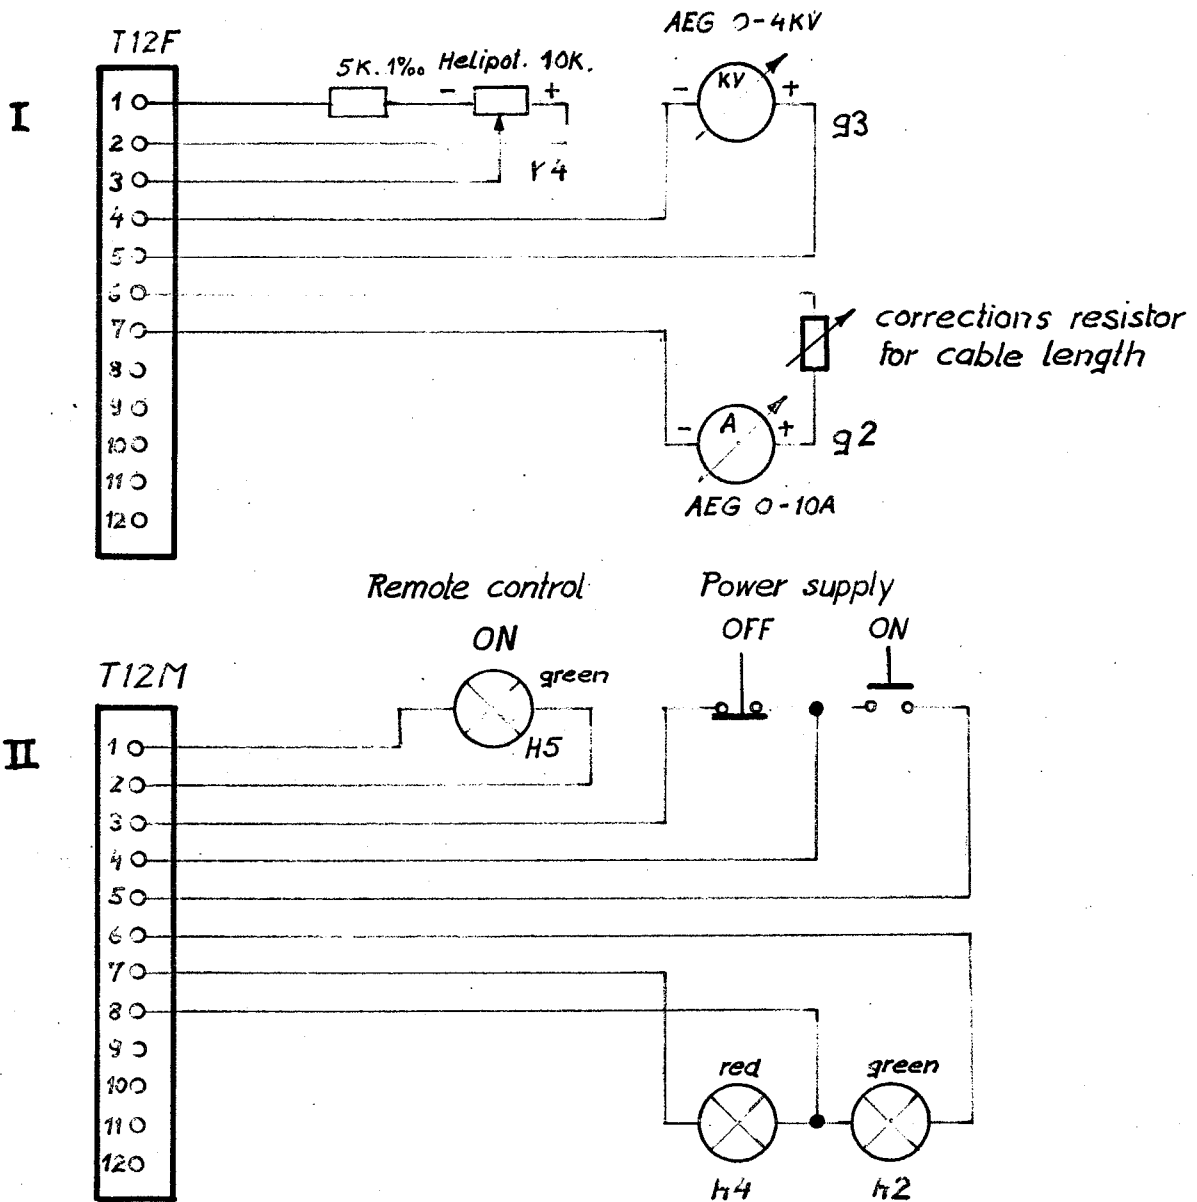 AEG 0-4KV
T12F
5K. 1‰ Helipot. 10K.
I
1
- +
KV
- +
g3
2
3
r4
4
5
6
7
corrections resistor
for cable length
8
9
A
- +
g2
10
11
12
AEG 0-10A
Remote control
Power supply
ON
OFF
ON
T12M
green
II
1
H5
2
3
4
5
6
7
8
9
red
green
10
11
12
h4
h2